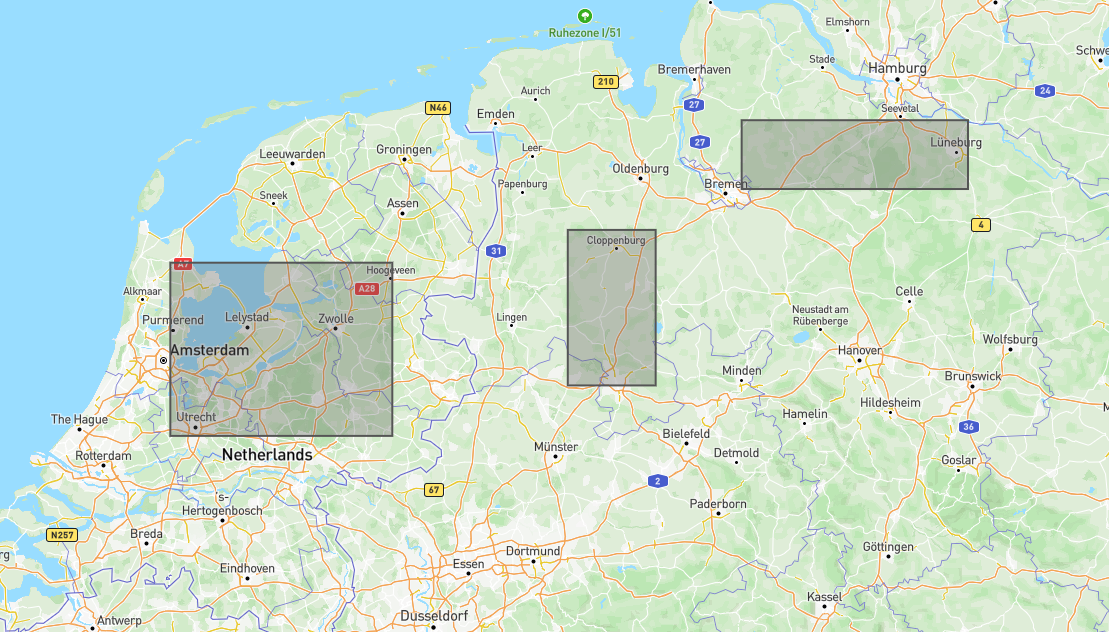 Ruhezone I/51
Elmshorn
Schwe
Stade
Hamburg
Bremerhaven
210
Aurich
24
27
N46
Seevetal
Emden
27
Lüneburg
Leer
Groningen
Leeuwarden
Oldenburg
Papenburg
Bremen
Sneek
Assen
4
Cloppenburg
31
A7
Hoogeveen
A28
Alkmaar
Celle
Neustadt am
Rübenberge
Purmerend
Lelystad
Zwolle
Lingen
Wolfsburg
Amsterdam
Hanover
Minden
Brunswick
Hildesheim
M
The Hague
Utrecht
Hamelin
36
Bielefeld
Münster
Netherlands
Rotterdam
Detmold
Goslar
2
67
s-
Hertogenbosch
Paderborn
N257
Breda
Göttingen
rg
Dortmund
Essen
Eindhoven
Kassel
Dusseldorf
Antwerp